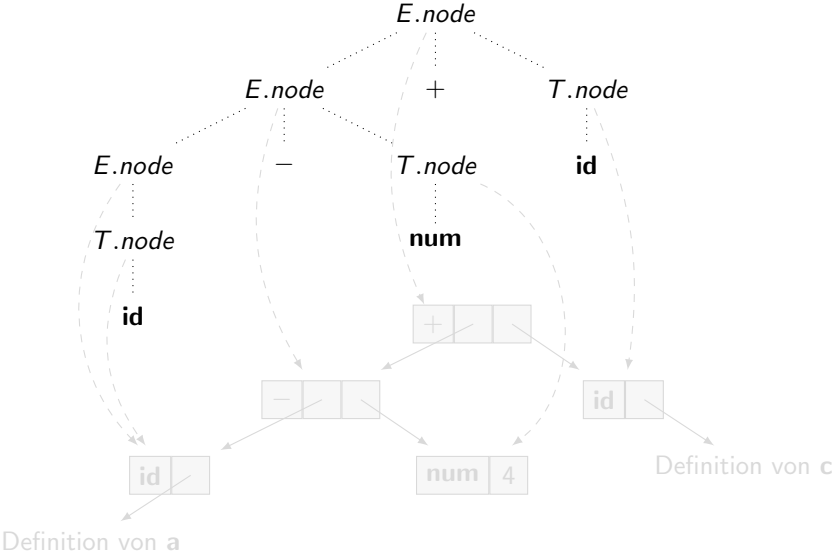 E.node
E.node + T.node
E.node − T.node id
T.node num
id
+
− id
id num 4 Definition von c
Definition von a